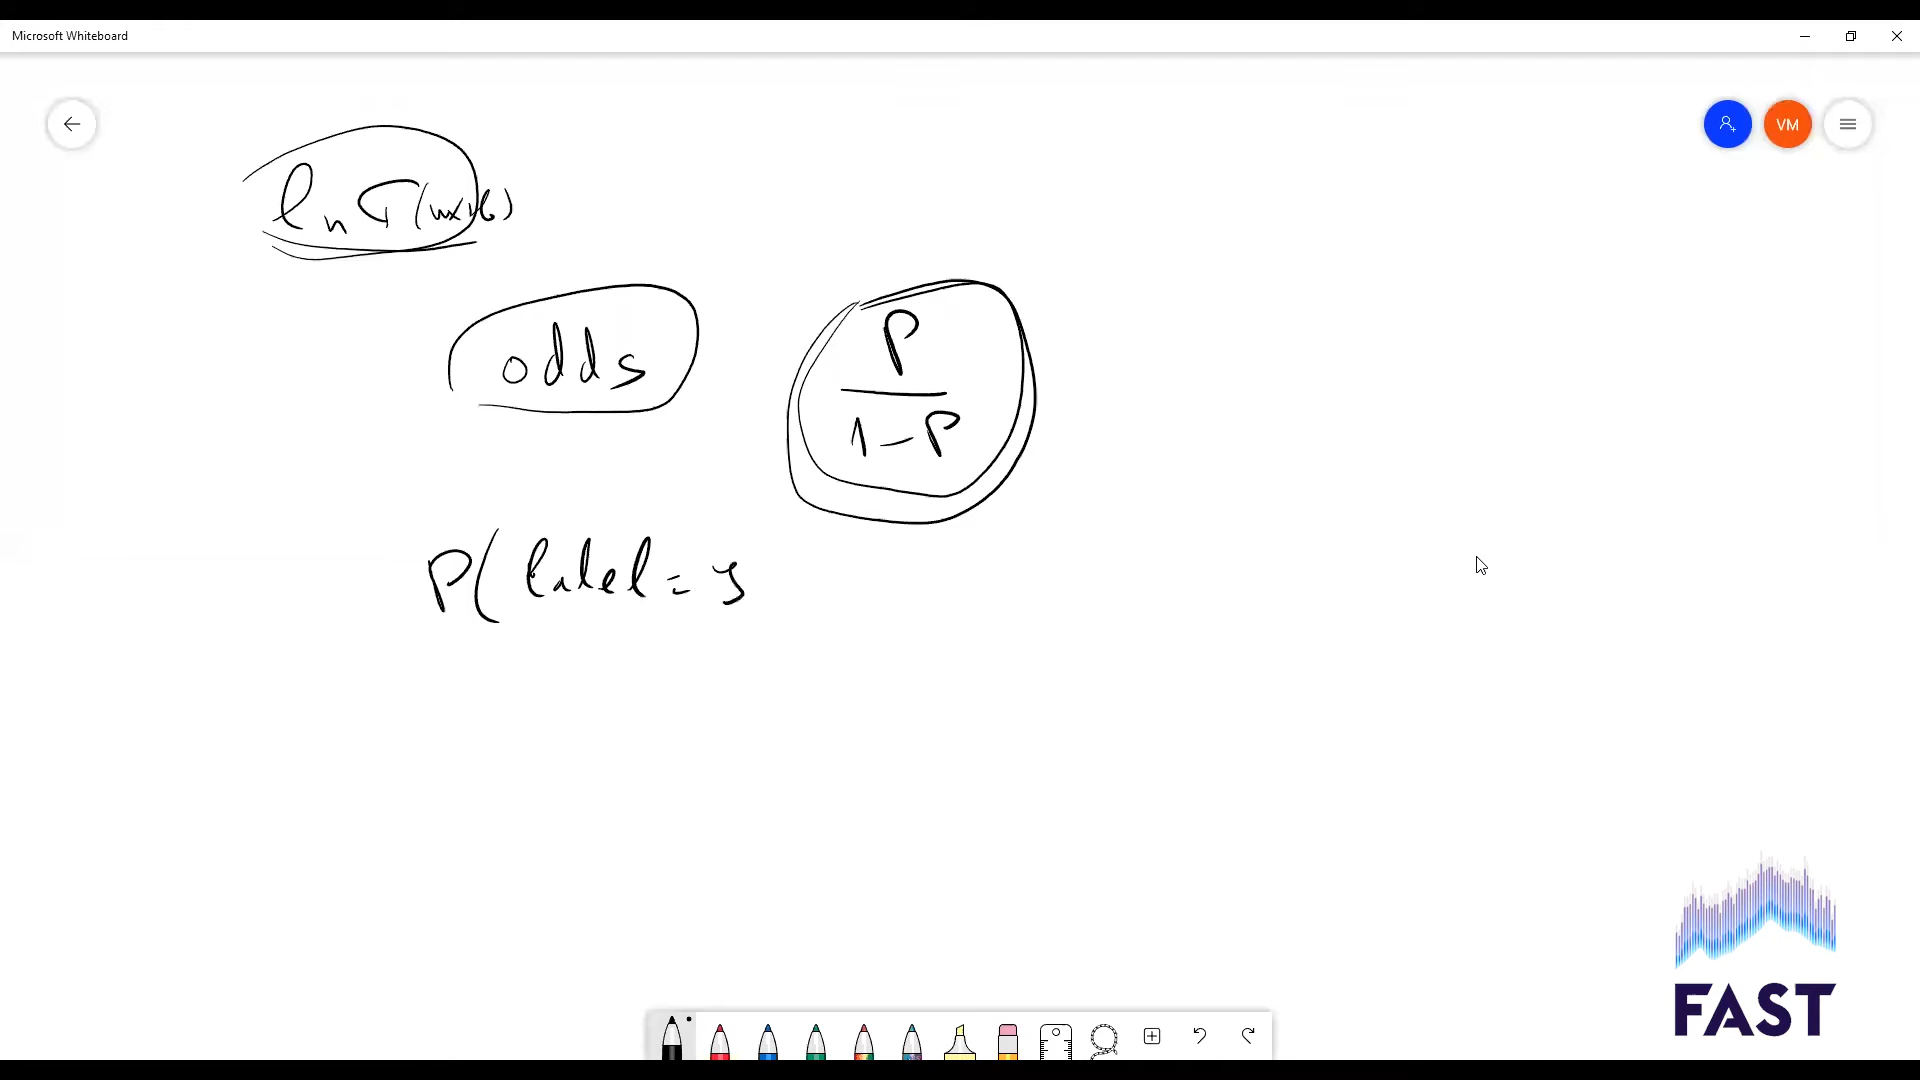 Microsoft Whiteboard
VM
ln σ(wx+b)
odds
P
1-P
P(label = y
FAST